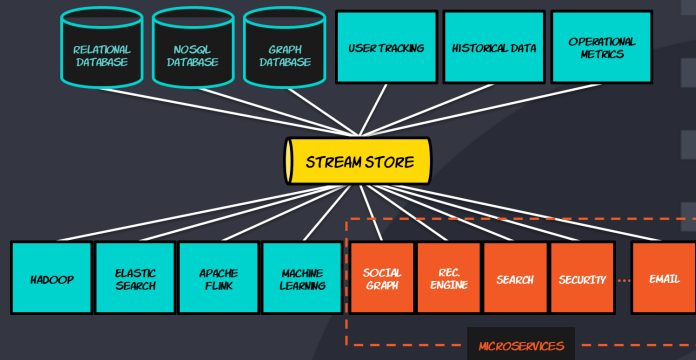 RELATIONAL
DATABASE
NOSQL
DATABASE
GRAPH
DATABASE
USER TRACKING
HISTORICAL DATA
OPERATIONAL
METRICS
STREAM STORE
HADOOP
ELASTIC
SEARCH
APACHE
FLINK
MACHINE
LEARNING
SOCIAL
GRAPH
REC.
ENGINE
SEARCH
SECURITY
...
EMAIL
MICROSERVICES